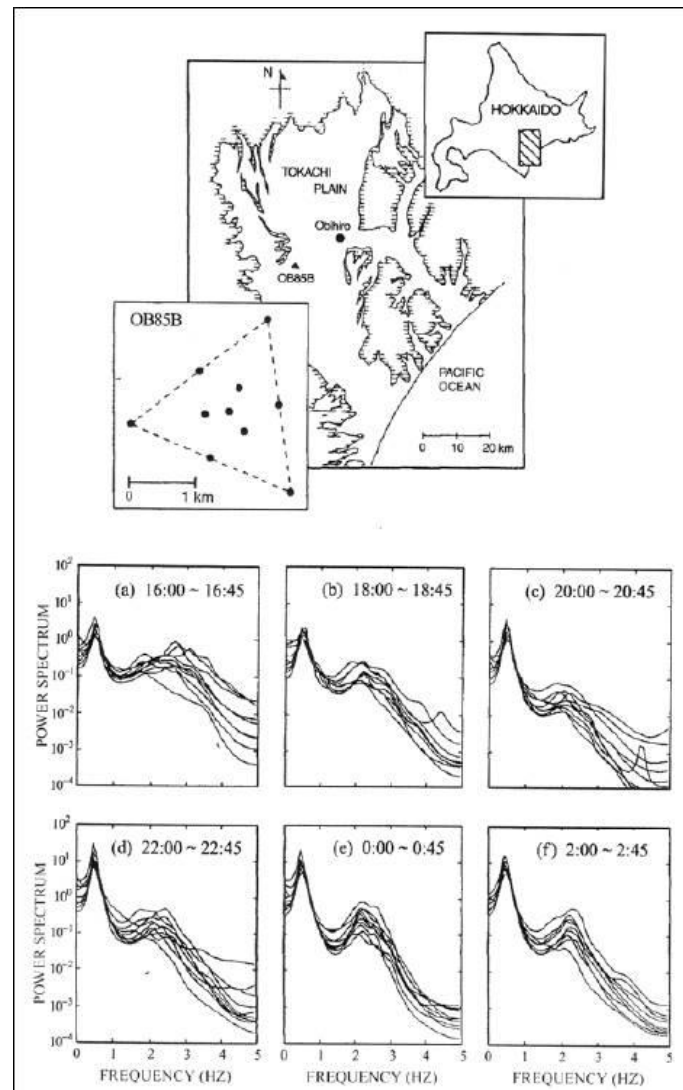 N
HOKKAIDO
TOKACHI
PLAIN
Obihiro
OB85B
OB85B
PACIFIC
OCEAN
0 10 20 km
0 1 km
(a) 16:00 ~ 16:45
(b) 18:00 ~ 18:45
(c) 20:00 ~ 20:45
POWER SPECTRUM
10² 10¹ 10⁰ 10⁻¹ 10⁻² 10⁻³ 10⁻⁴
0 1 2 3 4 5
0 1 2 3 4 5
0 1 2 3 4 5
(d) 22:00 ~ 22:45
(e) 0:00 ~ 0:45
(f) 2:00 ~ 2:45
POWER SPECTRUM
10² 10¹ 10⁰ 10⁻¹ 10⁻² 10⁻³ 10⁻⁴
0 1 2 3 4 5
0 1 2 3 4 5
0 1 2 3 4 5
FREQUENCY (HZ)
FREQUENCY (HZ)
FREQUENCY (HZ)